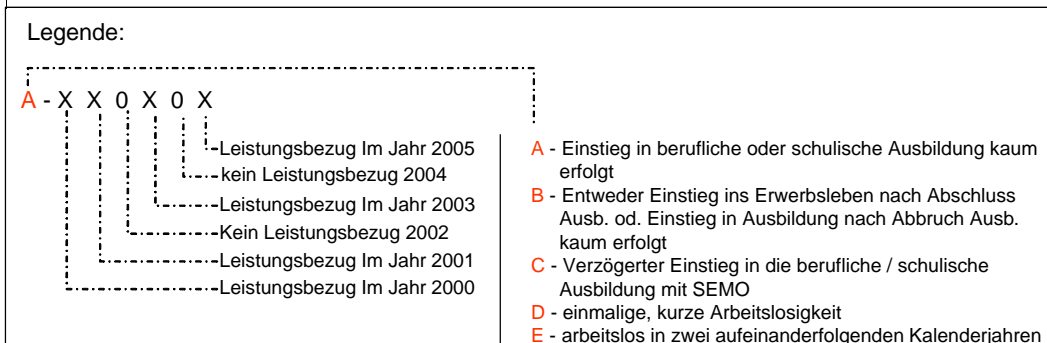 Legende:
A - X X 0 X 0 X
Leistungsbezug Im Jahr 2005
kein Leistungsbezug 2004
Leistungsbezug Im Jahr 2003
Kein Leistungsbezug 2002
Leistungsbezug Im Jahr 2001
Leistungsbezug Im Jahr 2000
A - Einstieg in berufliche oder schulische Ausbildung kaum
erfolgt
B - Entweder Einstieg ins Erwerbsleben nach Abschluss
Ausb. od. Einstieg in Ausbildung nach Abbruch Ausb.
kaum erfolgt
C - Verzögerter Einstieg in die berufliche / schulische
Ausbildung mit SEMO
D - einmalige, kurze Arbeitslosigkeit
E - arbeitslos in zwei aufeinanderfolgenden Kalenderjahren